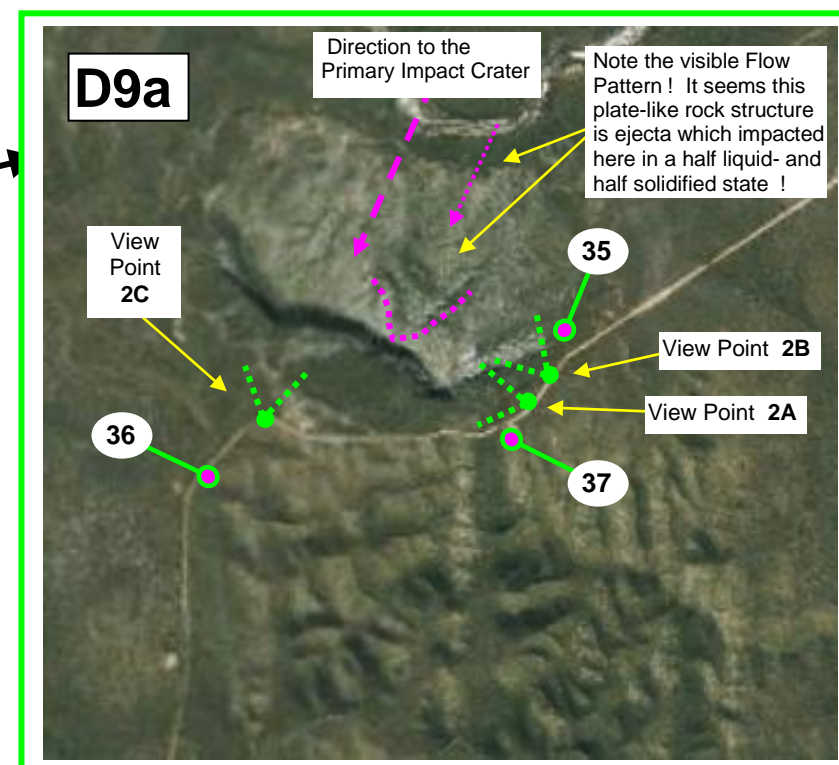 D9a
Direction to the
Primary Impact Crater
Note the visible Flow
Pattern ! It seems this
plate-like rock structure
is ejecta which impacted
here in a half liquid- and
half solidified state !
View
Point
2C
35
View Point 2B
View Point 2A
36
37